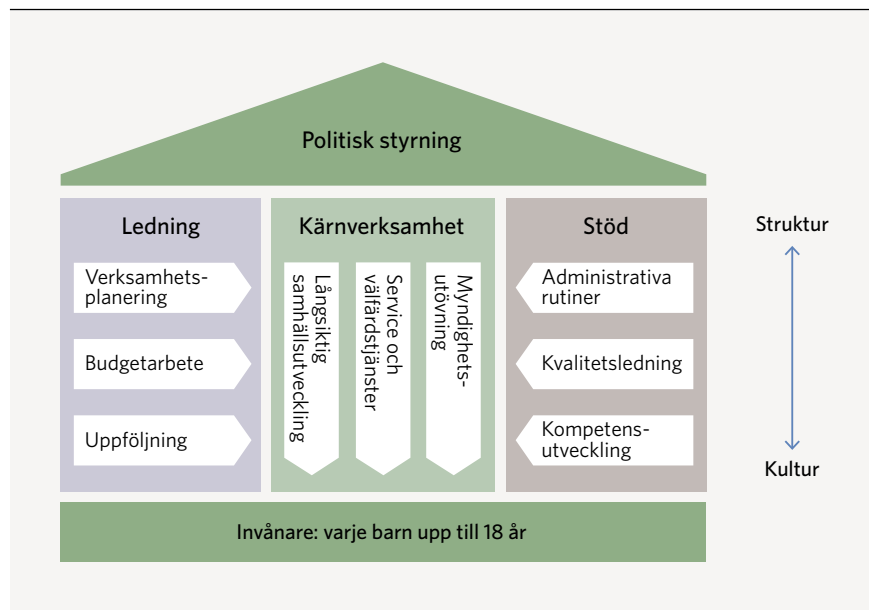 Politisk styrning
Ledning
Verksamhets-
planering
Budgetarbete
Uppföljning
Kärnverksamhet
Långsiktig
samhällsutveckling
Service och
välfärdstjänster
Myndighets-
utövning
Stöd
Administrativa
rutiner
Kvalitetsledning
Kompetens-
utveckling
Struktur
Kultur
Invånare: varje barn upp till 18 år